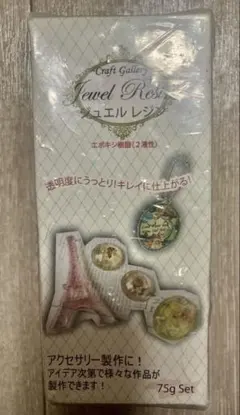 Craft Gallery
Jewel Resin
ジュエル レジン
エポキシ樹脂(2液性)
透明度にうっとり!キレイに仕上がる!
アクセサリー製作に!
アイデア次第で様々な作品が
製作できます!
75g Set